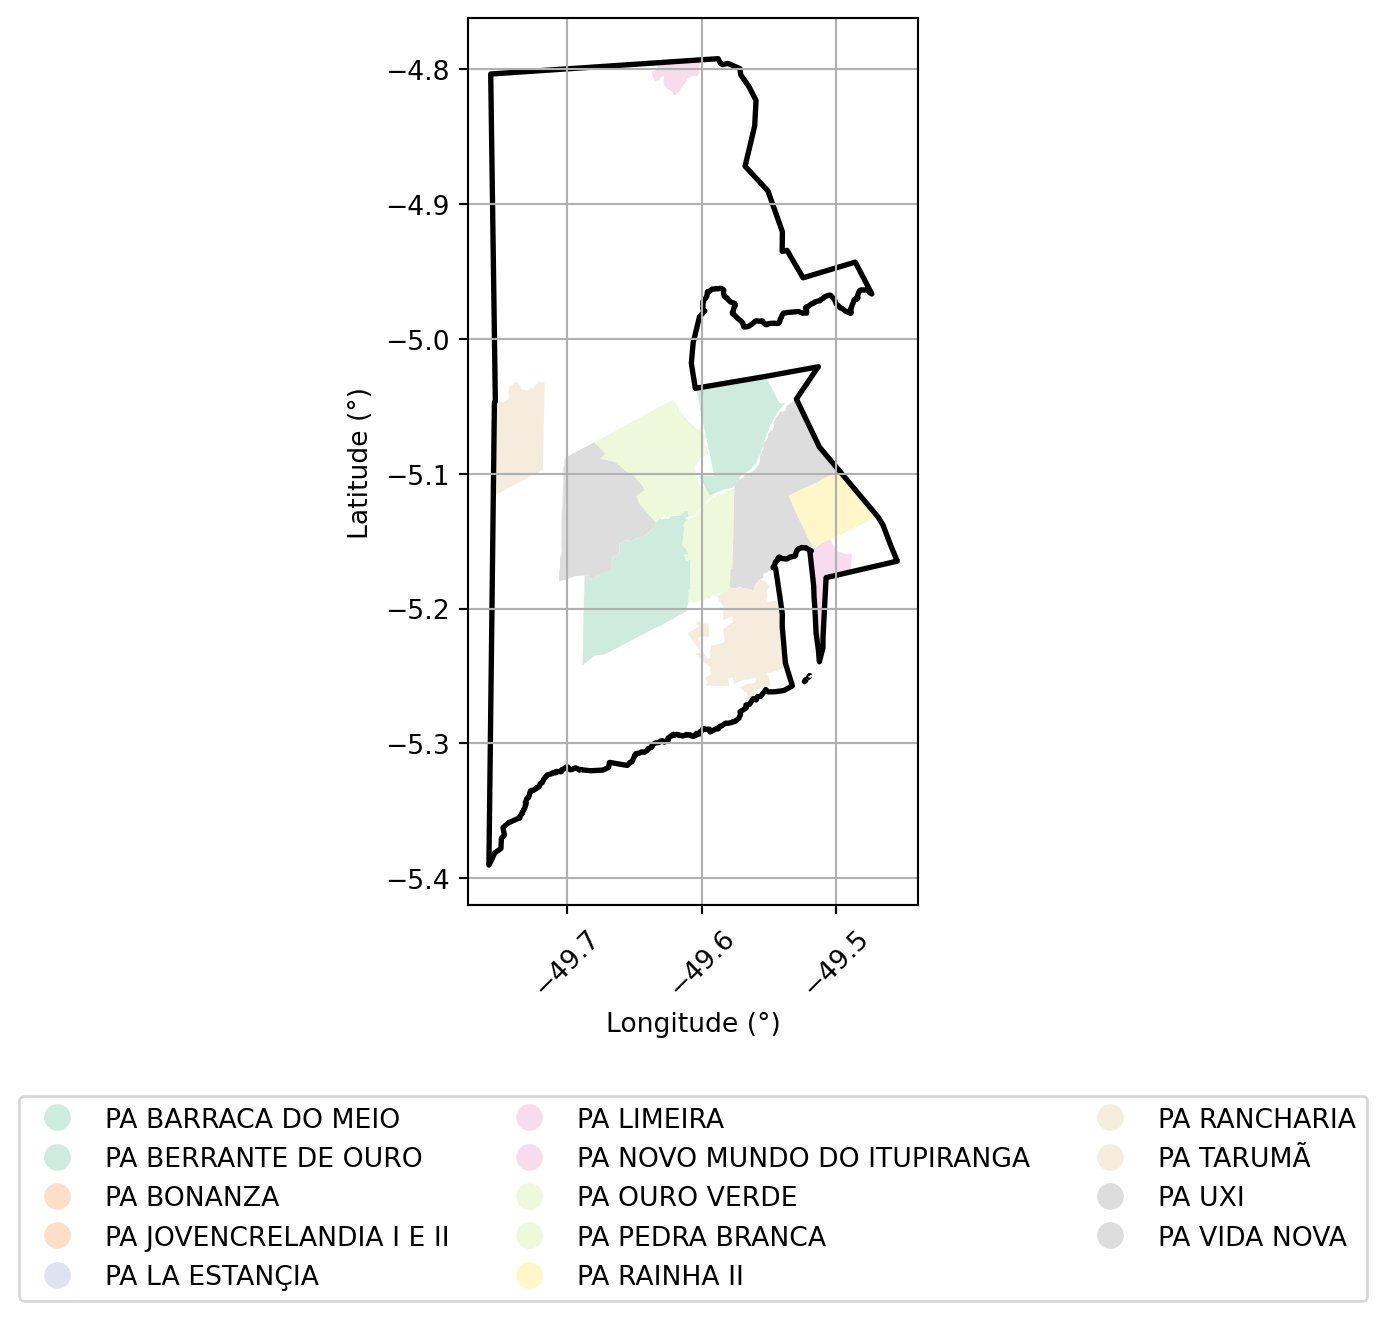 −4.8
−4.9
−5.0
−5.1
−5.2
−5.3
−5.4
Latitude (°)
−49.7
−49.6
−49.5
Longitude (°)
PA BARRACA DO MEIO
PA BERRANTE DE OURO
PA BONANZA
PA JOVENCRELANDIA I E II
PA LA ESTANÇIA
PA LIMEIRA
PA NOVO MUNDO DO ITUPIRANGA
PA OURO VERDE
PA PEDRA BRANCA
PA RAINHA II
PA RANCHARIA
PA TARUMÃ
PA UXI
PA VIDA NOVA